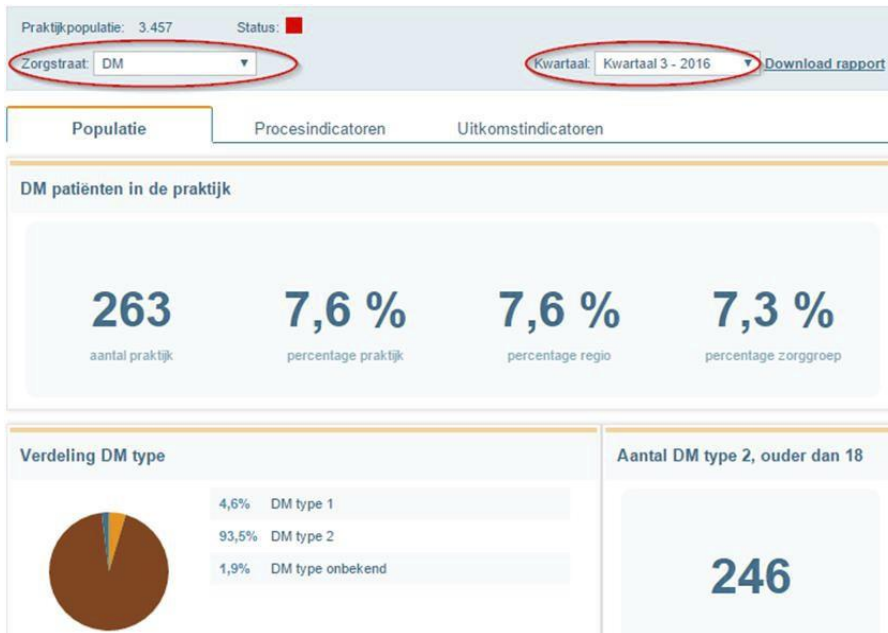 Praktijkpopulatie: 3.457 Status:
Zorgstraat: DM Kwartaal: Kwartaal 3 - 2016 Download rapport
Populatie Procesindicatoren Uitkomstindicatoren
DM patiënten in de praktijk
263 7,6 % 7,6 % 7,3 %
aantal praktijk percentage praktijk percentage regio percentage zorggroep
Verdeling DM type Aantal DM type 2, ouder dan 18
4,6% DM type 1
93,5% DM type 2
1,9% DM type onbekend
246